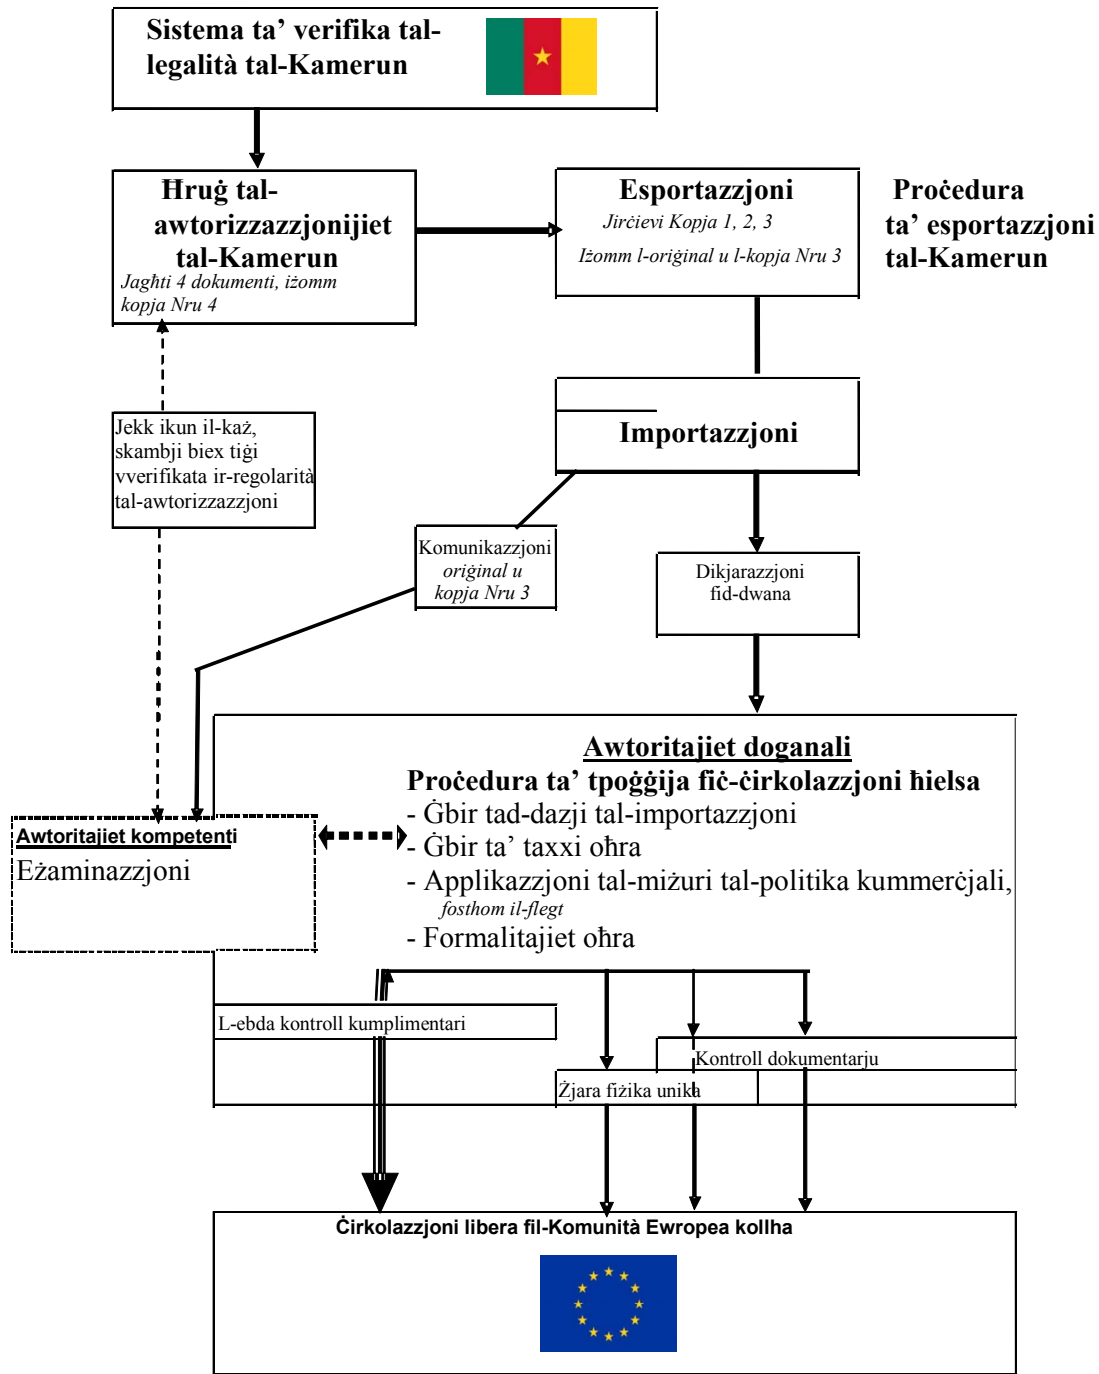 Sistema ta’ verifika tal-
legalità tal-Kamerun
Ħruġ tal-
awtorizzazzjonijiet
tal-Kamerun
Jagħti 4 dokumenti, iżomm
kopja Nru 4
Esportazzjoni
Jirċievi Kopja 1, 2, 3
Iżomm l-oriġinal u l-kopja Nru 3
Proċedura
ta’ esportazzjoni
tal-Kamerun
Importazzjoni
Jekk ikun il-każ,
skambji biex tiġi
vverifikata ir-regolarità
tal-awtorizzazzjoni
Komunikazzjoni
oriġinal u
kopja Nru 3
Dikjarazzjoni
fid-dwana
Awtoritajiet doganali
Proċedura ta’ tpoġġija fiċ-ċirkolazzjoni ħielsa
- Ġbir tad-dazji tal-importazzjoni
- Ġbir ta’ taxxi oħra
- Applikazzjoni tal-miżuri tal-politika kummerċjali,
fosthom il-flegt
- Formalitajiet oħra
Awtoritajiet kompetenti
Eżaminazzjoni
L-ebda kontroll kumplimentari
Kontroll dokumentarju
Żjara fiżika unika
Ċirkolazzjoni libera fil-Komunità Ewropea kollha